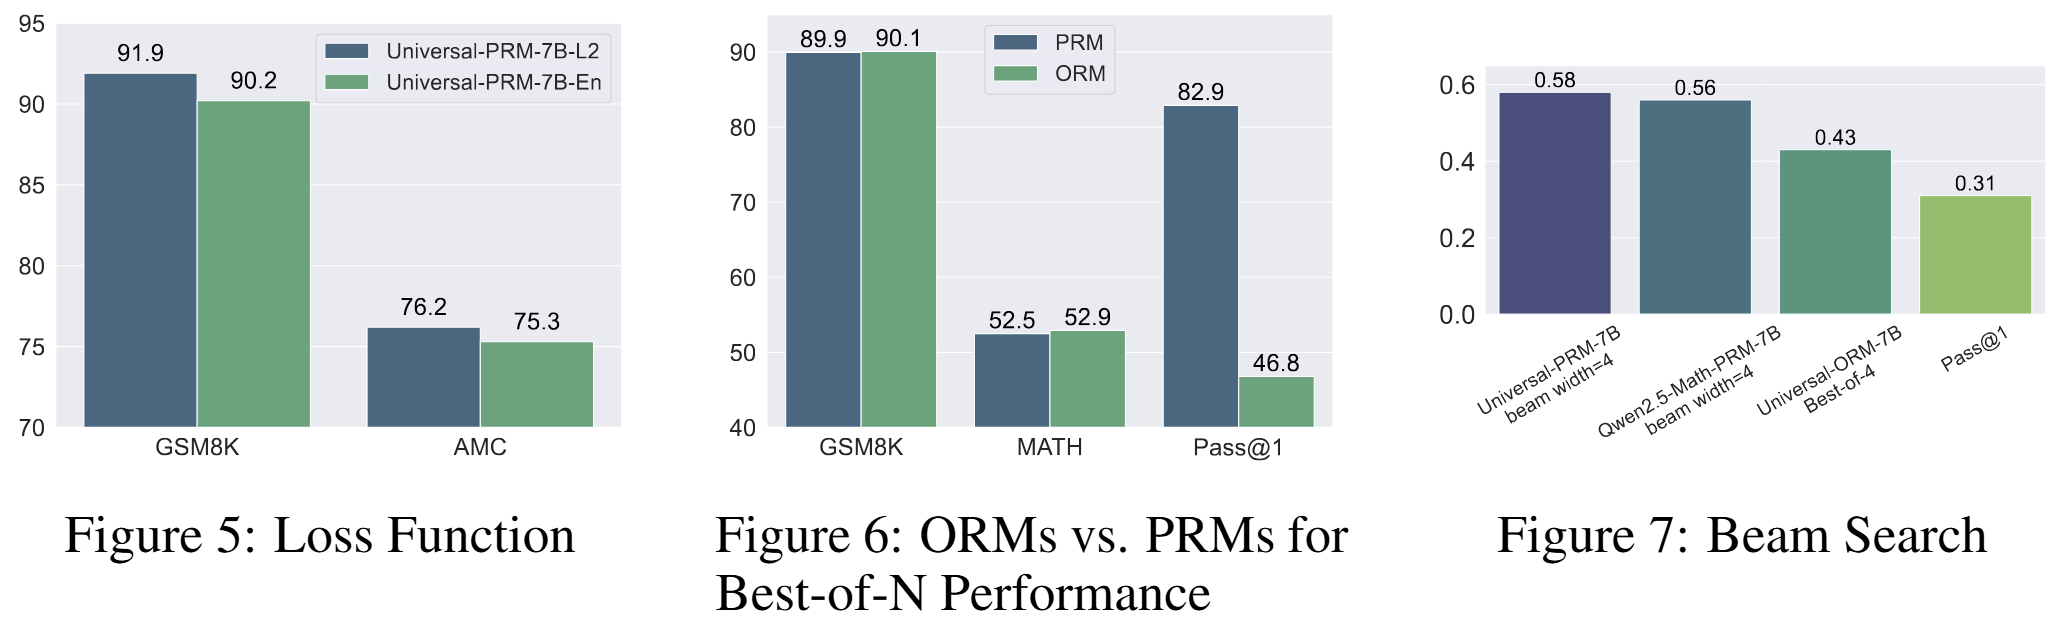 95
90
85
80
75
70
91.9
90.2
76.2
75.3
Universal-PRM-7B-L2
Universal-PRM-7B-En
GSM8K
AMC
Figure 5: Loss Function
90
80
70
60
50
40
89.9
90.1
52.5
52.9
82.9
46.8
PRM
ORM
GSM8K
MATH
Pass@1
Figure 6: ORMs vs. PRMs for
Best-of-N Performance
0.6
0.4
0.2
0.0
0.58
0.56
0.43
0.31
Universal-PRM-7B
beam width=4
Qwen2.5-Math-PRM-7B
beam width=4
Universal-ORM-7B
Best-of-4
Pass@1
Figure 7: Beam Search